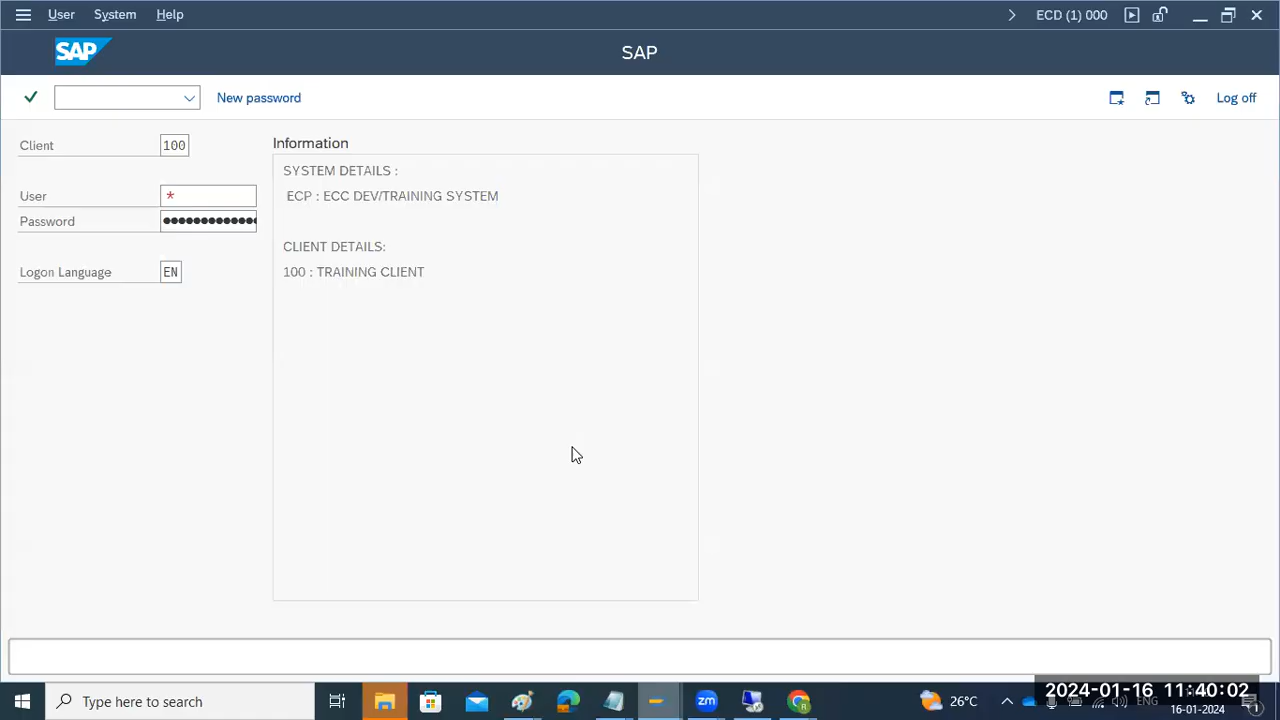 User System Help ECD (1) 000
SAP SAP
New password Log off
Client 100 Information
SYSTEM DETAILS :
User * ECP : ECC DEV/TRAINING SYSTEM
Password
CLIENT DETAILS:
Logon Language EN 100 : TRAINING CLIENT
Type here to search zm R 26°C ENG 2024-01-16 11:40:02
16-01-2024